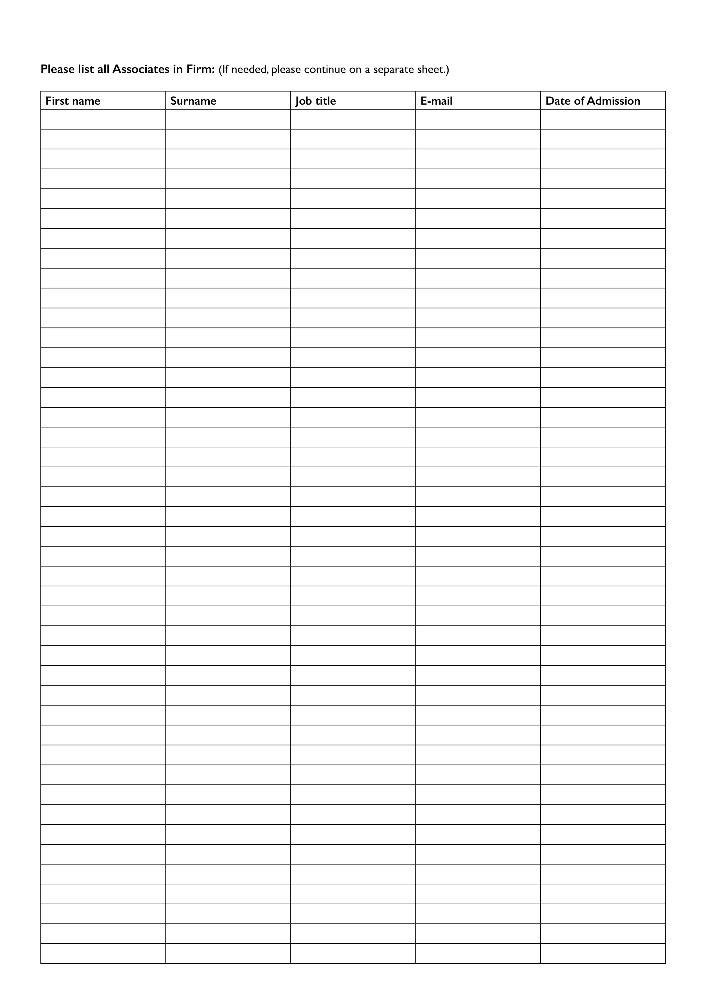 Please list all Associates in Firm: (If needed, please continue on a separate sheet.)
First name Surname Job title E-mail Date of Admission